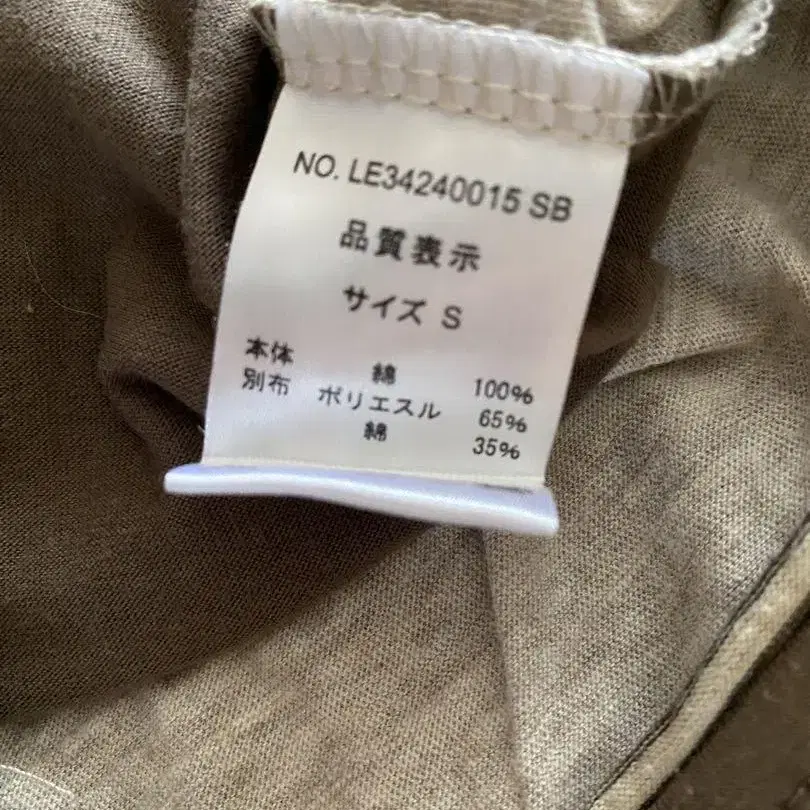 NO. LE34240015 SB
品質表示
サイズ S
本体 綿 100%
別布 ポリエスル 65%
綿 35%